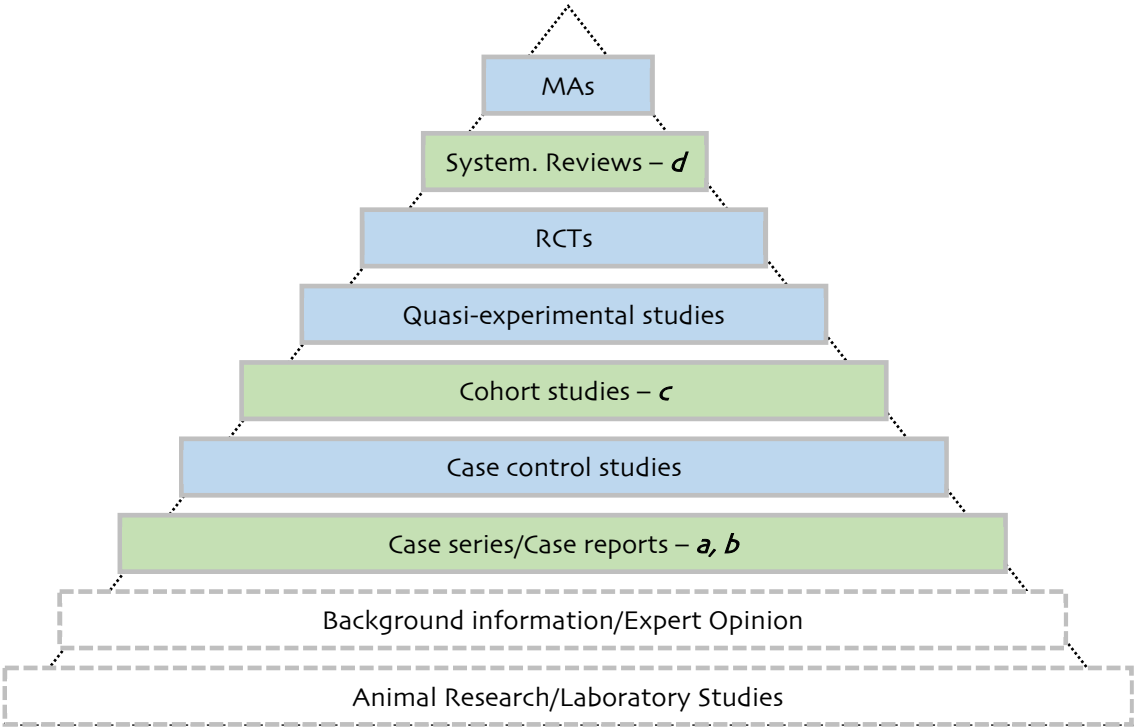 MAs
System. Reviews – d
RCTs
Quasi-experimental studies
Cohort studies – c
Case control studies
Case series/Case reports – a, b
Background information/Expert Opinion
Animal Research/Laboratory Studies